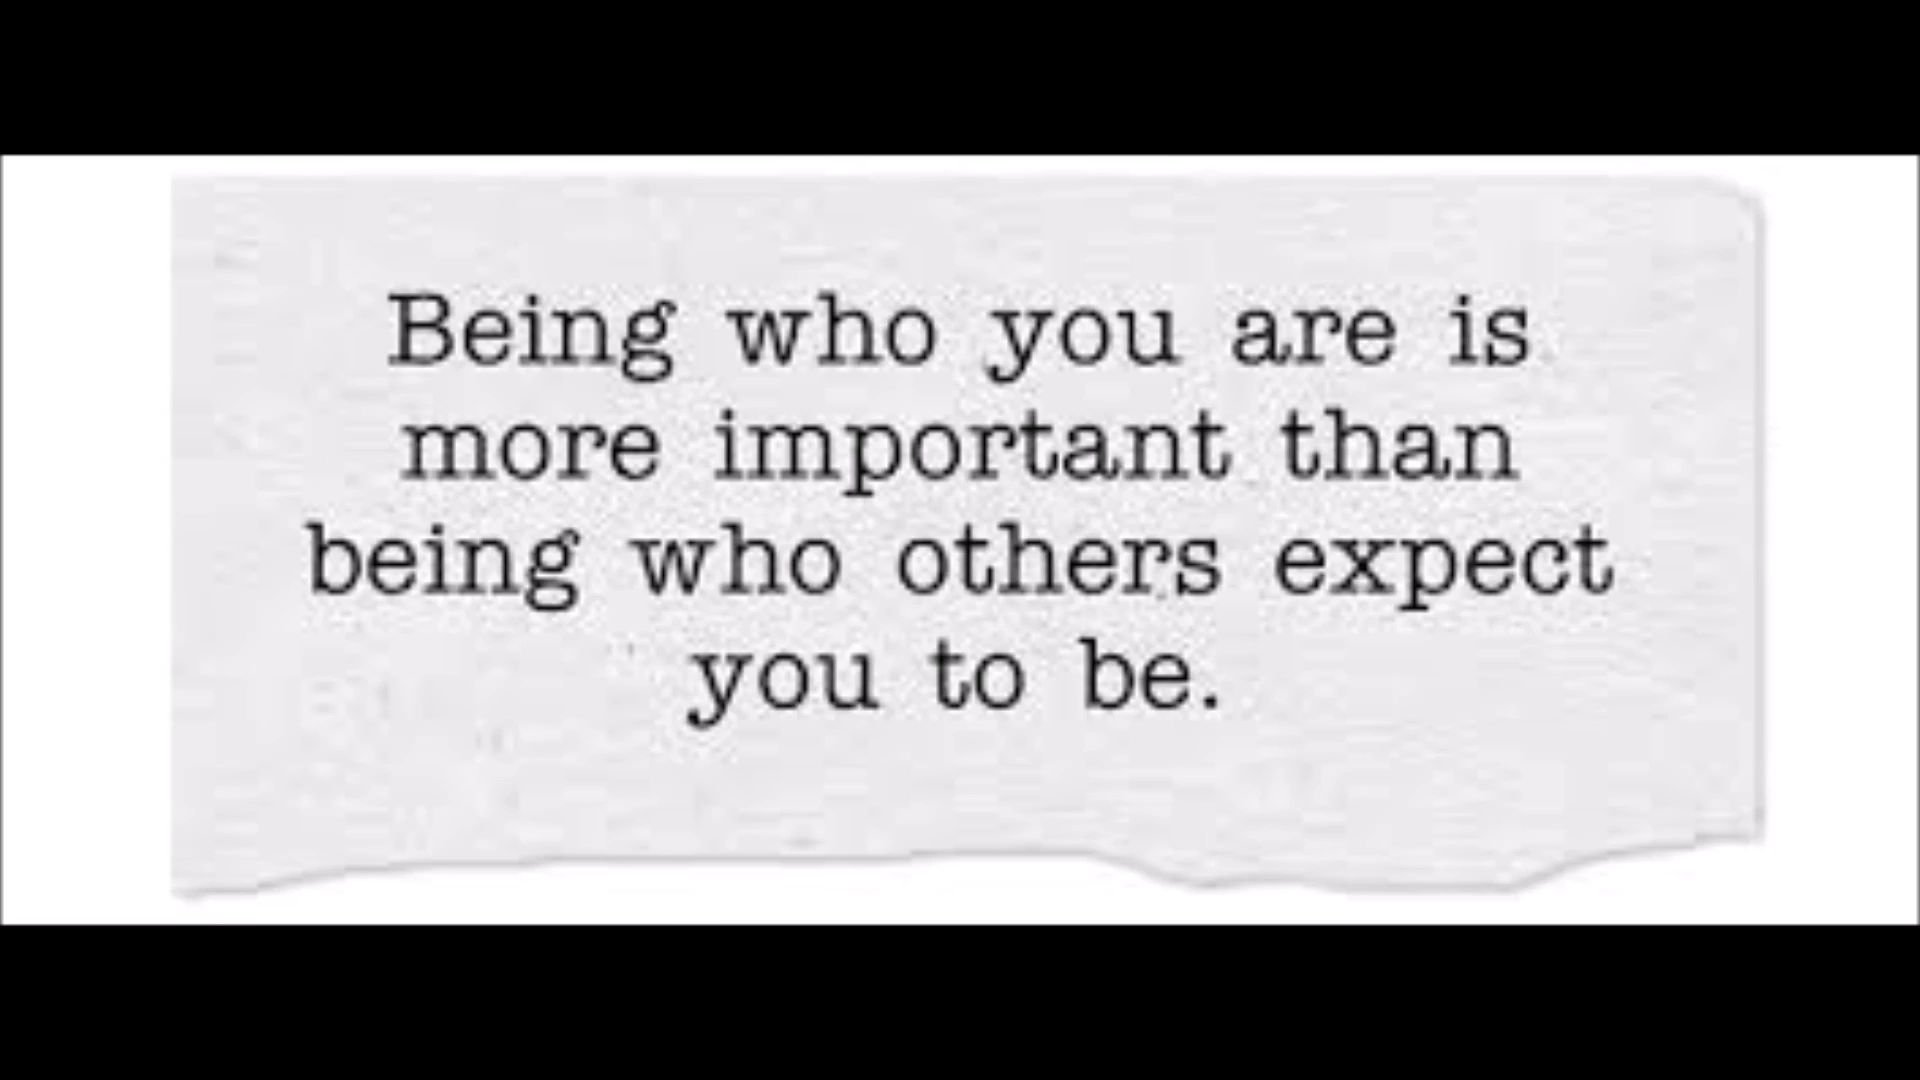 Being who you are is
more important than
being who others expect
you to be.